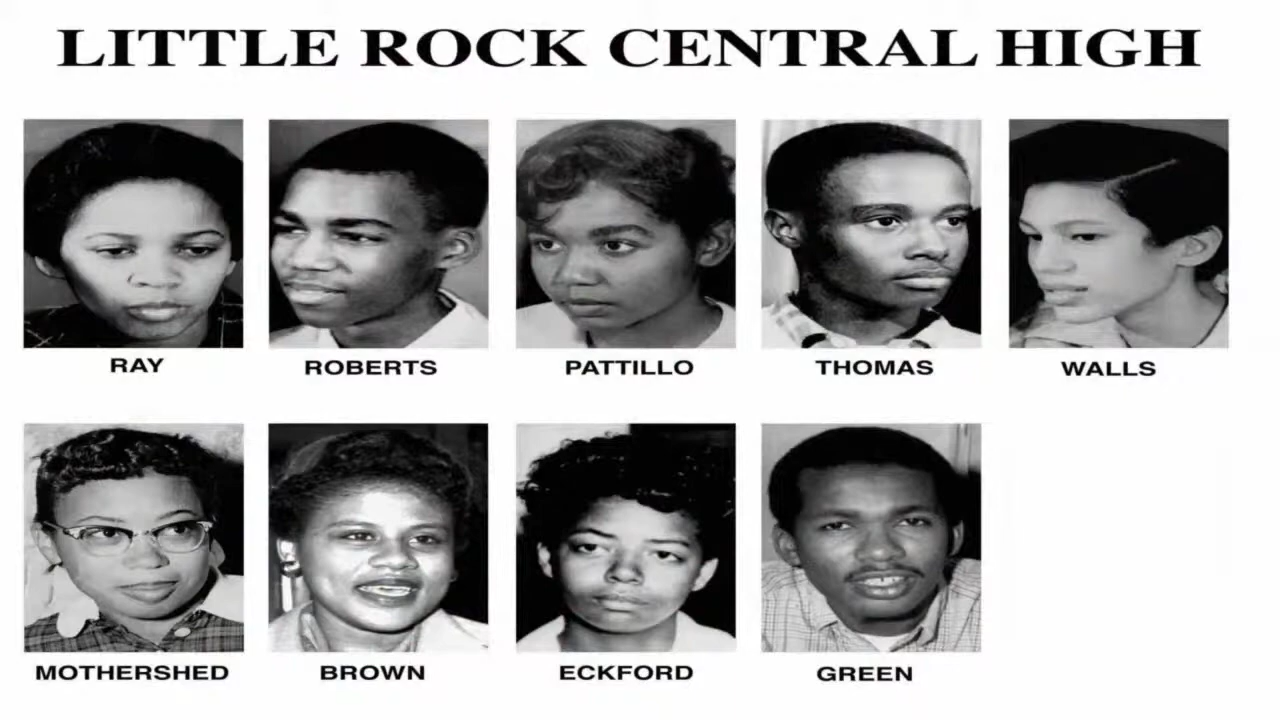 LITTLE ROCK CENTRAL HIGH
RAY
ROBERTS
PATTILLO
THOMAS
WALLS
MOTHERSHED
BROWN
ECKFORD
GREEN